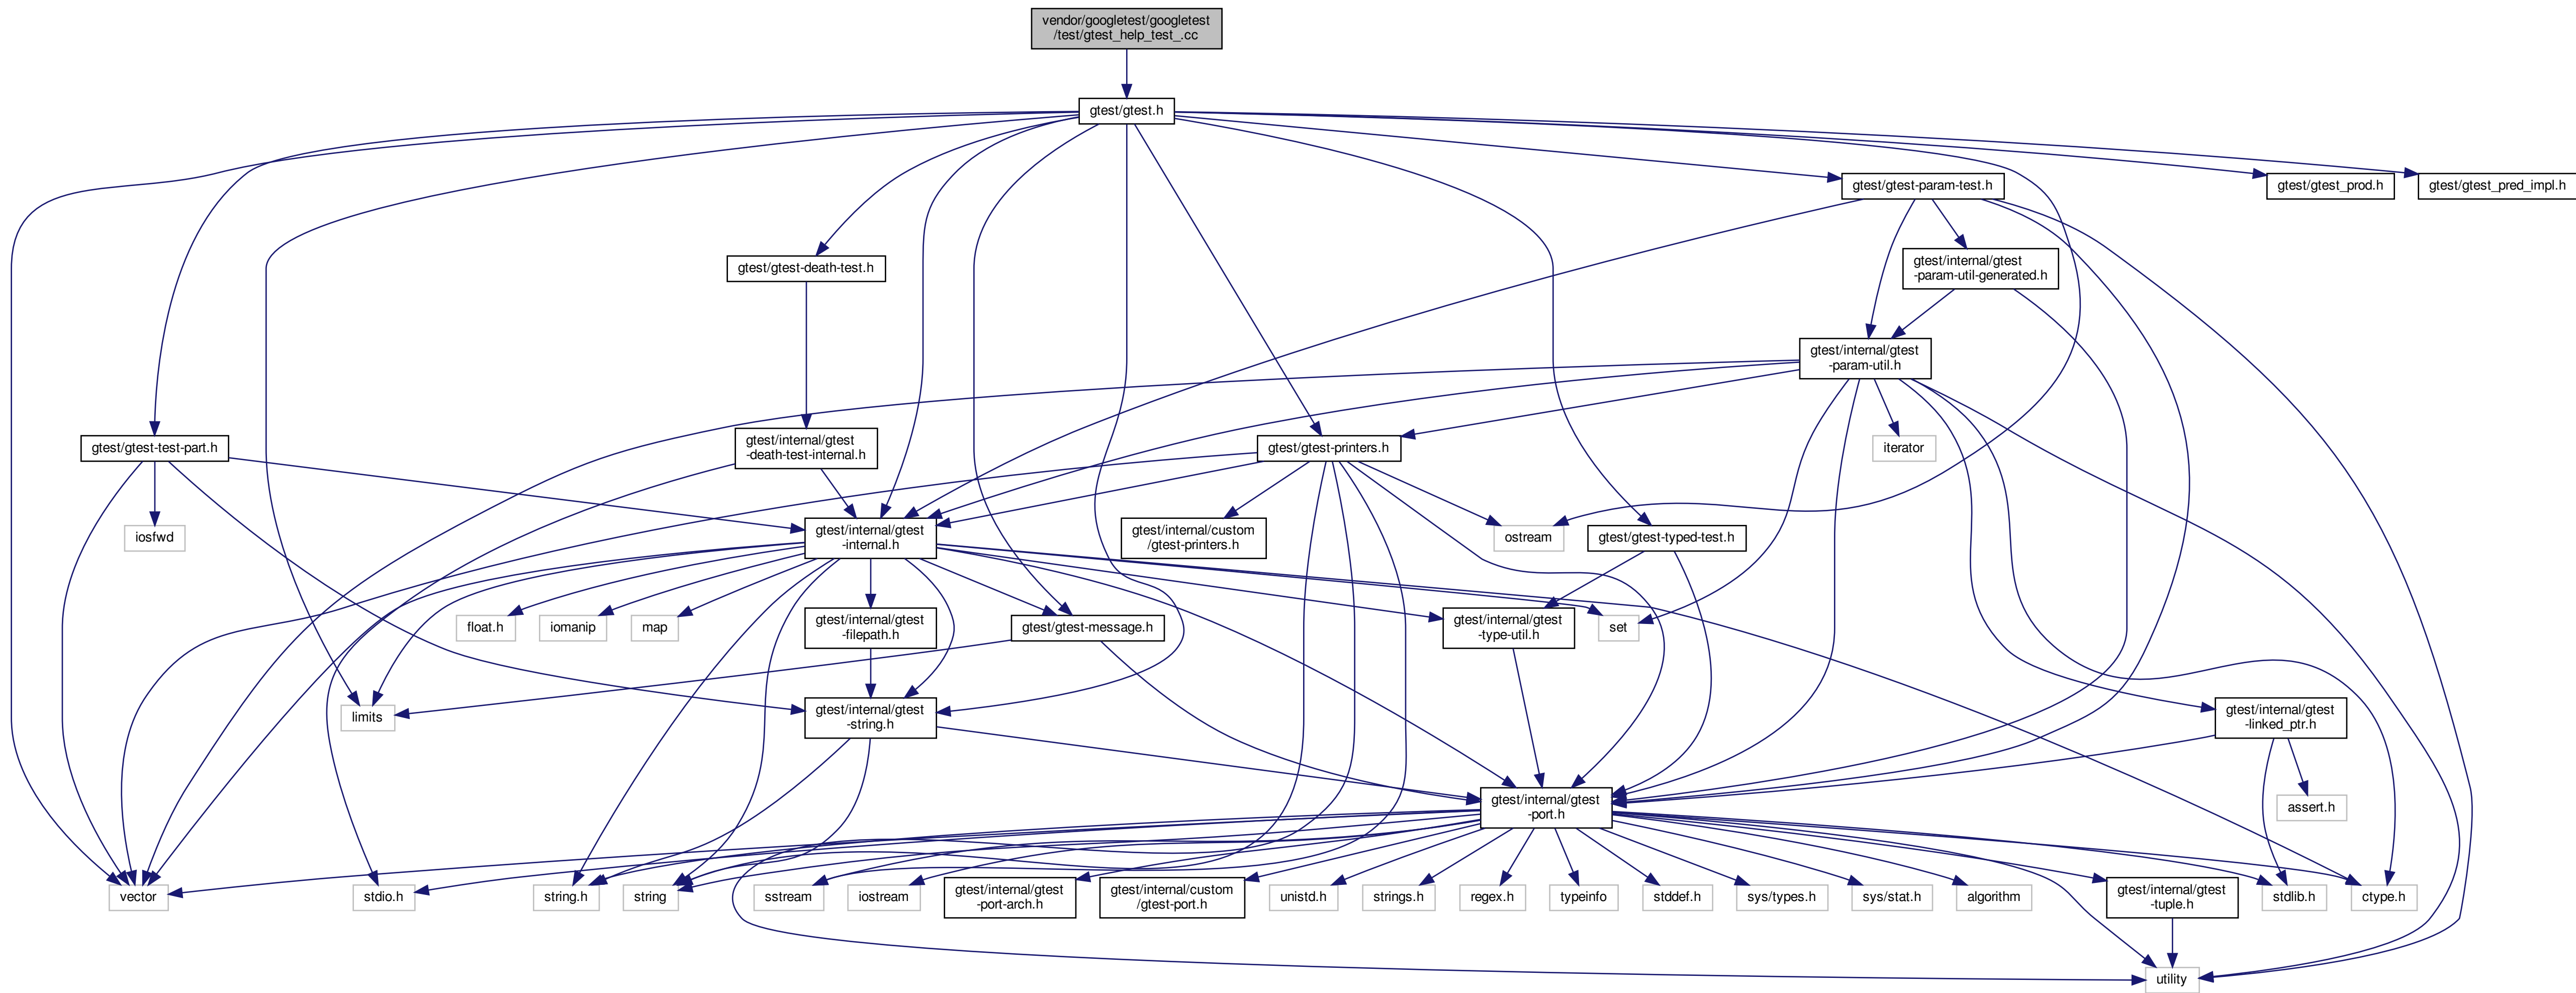 vendor/googletest/googletest
/test/gtest_help_test_.cc
gtest/gtest.h
gtest/gtest-param-test.h
gtest/gtest_prod.h
gtest/gtest_pred_impl.h
gtest/gtest-death-test.h
gtest/internal/gtest
-param-util-generated.h
gtest/internal/gtest
-param-util.h
gtest/gtest-test-part.h
gtest/internal/gtest
-death-test-internal.h
gtest/gtest-printers.h
iterator
iosfwd
gtest/internal/gtest
-internal.h
gtest/internal/custom
/gtest-printers.h
ostream
gtest/gtest-typed-test.h
float.h
iomanip
map
gtest/internal/gtest
-filepath.h
gtest/gtest-message.h
gtest/internal/gtest
-type-util.h
set
limits
gtest/internal/gtest
-string.h
gtest/internal/gtest
-linked_ptr.h
gtest/internal/gtest
-port.h
assert.h
vector
stdio.h
string.h
string
sstream
iostream
gtest/internal/gtest
-port-arch.h
gtest/internal/custom
/gtest-port.h
unistd.h
strings.h
regex.h
typeinfo
stddef.h
sys/types.h
sys/stat.h
algorithm
gtest/internal/gtest
-tuple.h
stdlib.h
ctype.h
utility